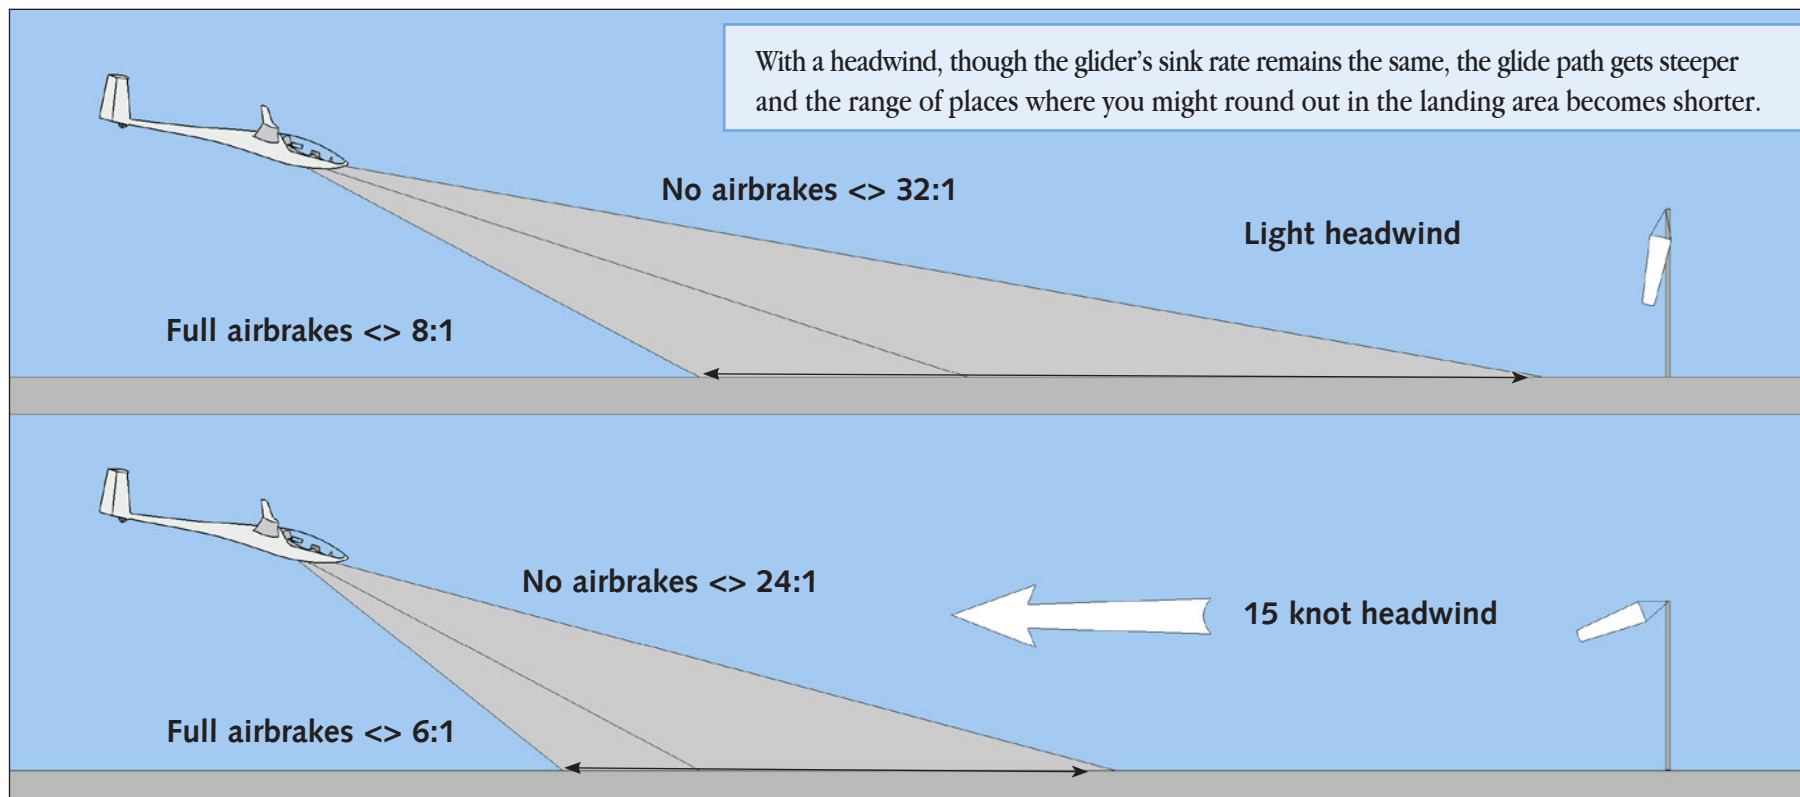 With a headwind, though the glider’s sink rate remains the same, the glide path gets steeper
and the range of places where you might round out in the landing area becomes shorter.
No airbrakes <> 32:1
Light headwind
Full airbrakes <> 8:1
No airbrakes <> 24:1
15 knot headwind
Full airbrakes <> 6:1